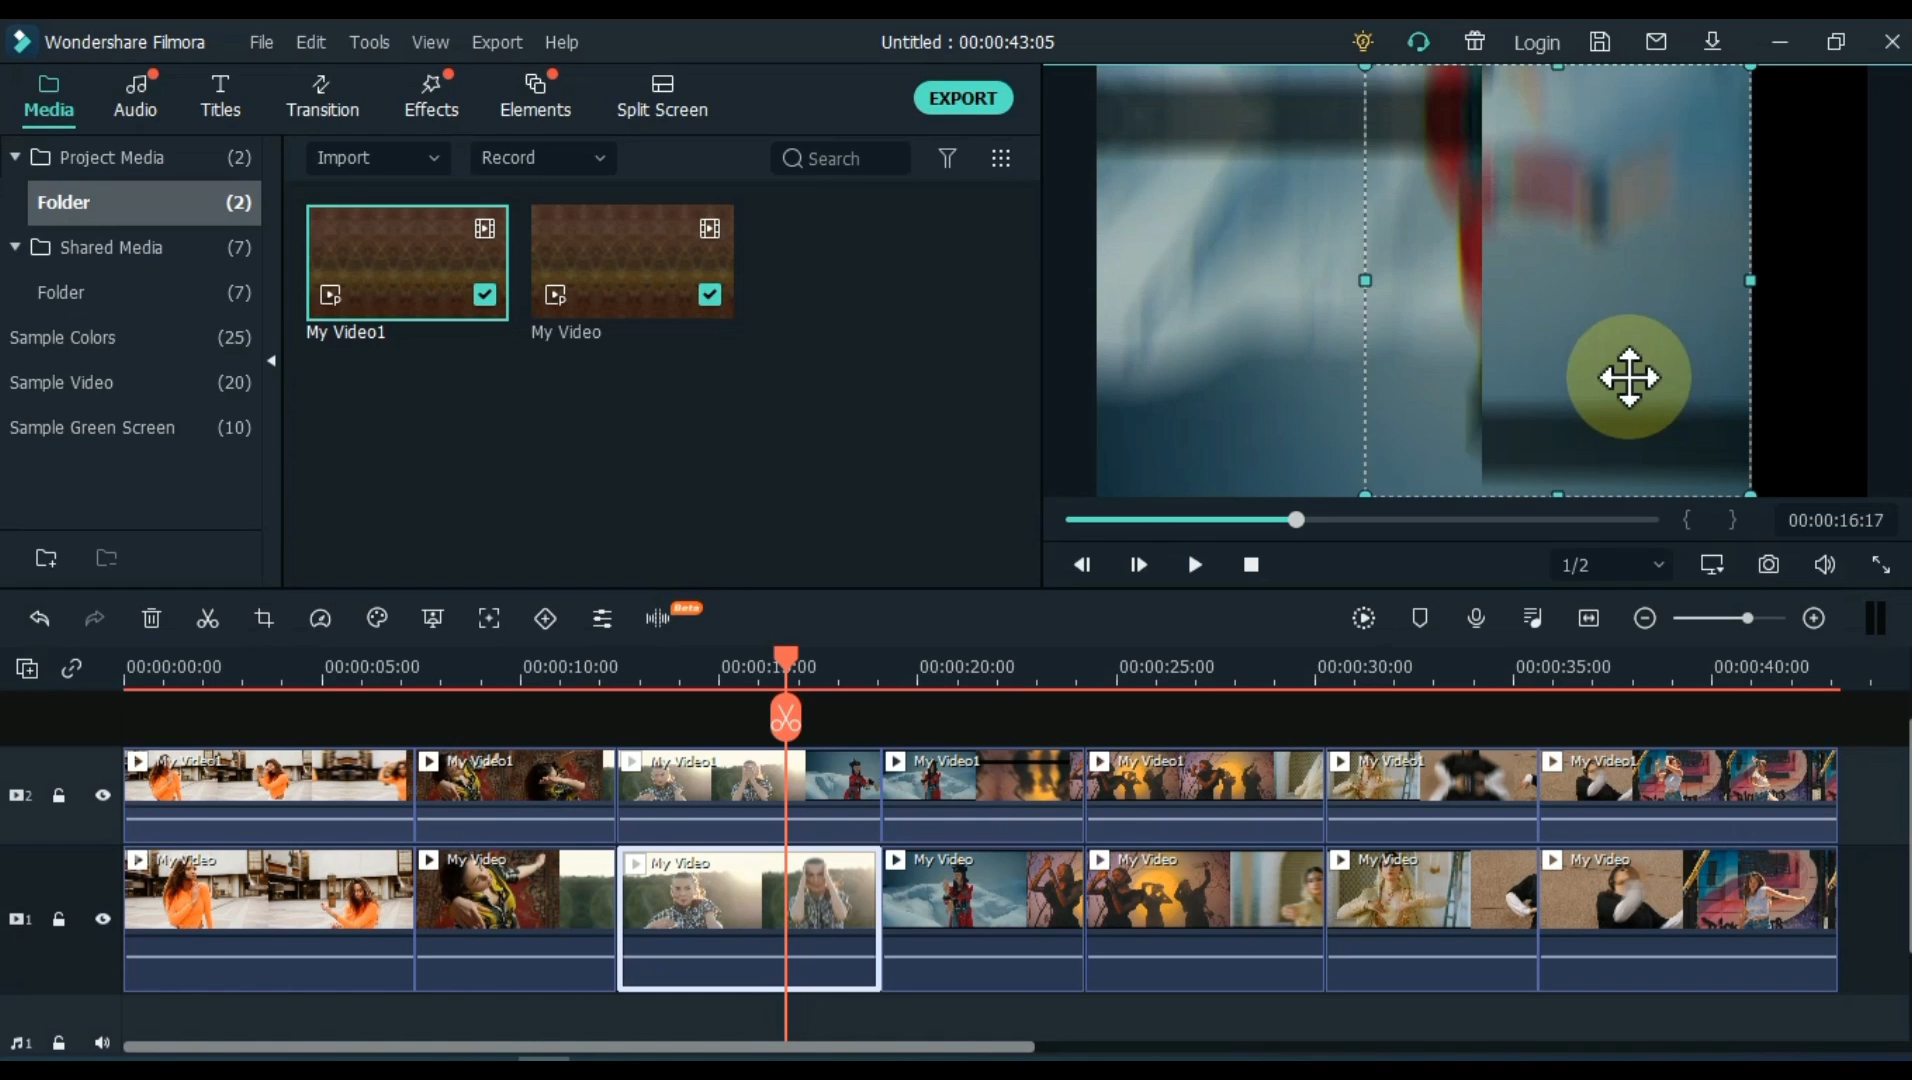 Wondershare Filmora File Edit Tools View Export Help Untitled : 00:00:43:05 Login
Media Audio Titles Transition Effects Elements Split Screen EXPORT
Project Media (2) Import Record Search
Folder (2)
Shared Media (7)
Folder (7)
Sample Colors (25)
Sample Video (20)
Sample Green Screen (10)
My Video1 My Video
00:00:16:17
1/2
Beta
00:00:00:00 00:00:05:00 00:00:10:00 00:00:20:00 00:00:25:00 00:00:30:00 00:00:35:00 00:00:40:00
My Video1 My Video1 My Video1 My Video1 My Video1 My Video1 My Video1
2
My Video My Video My Video My Video My Video My Video My Video
1
1